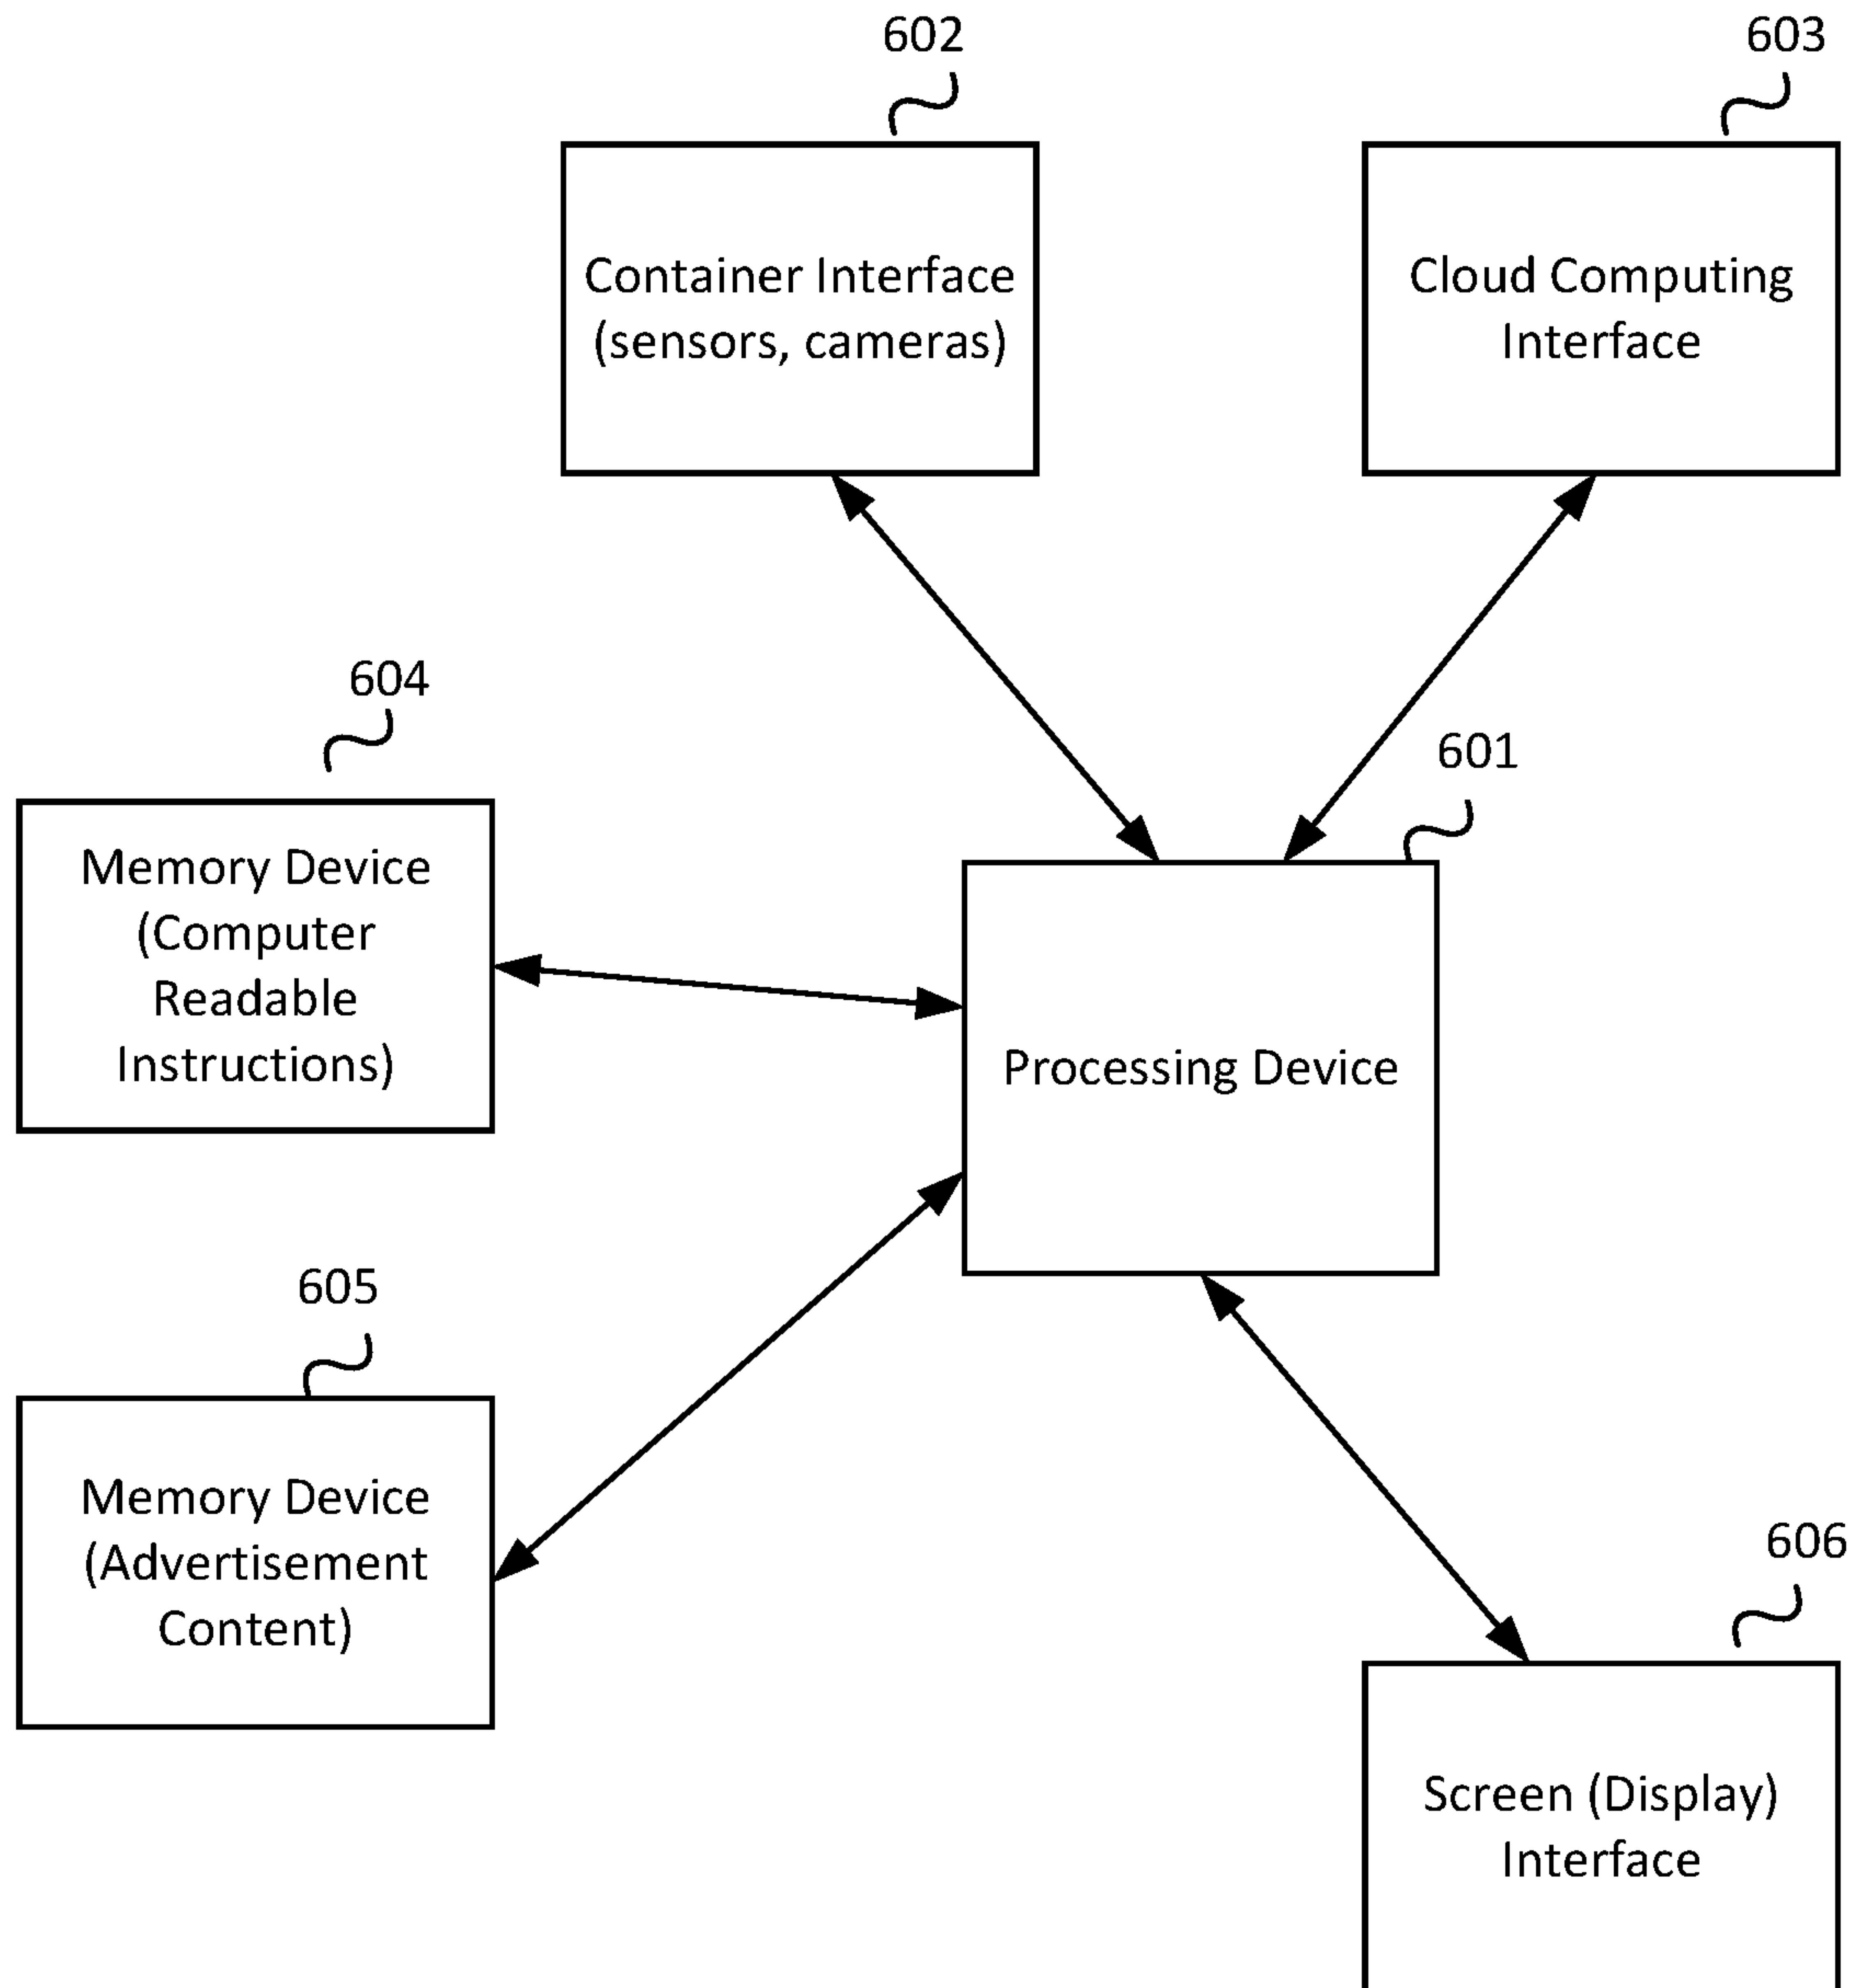 602
603
Container Interface
(sensors, cameras)
Cloud Computing
Interface
604
601
Memory Device
(Computer
Readable
Instructions)
Processing Device
605
Memory Device
(Advertisement
Content)
606
Screen (Display)
Interface